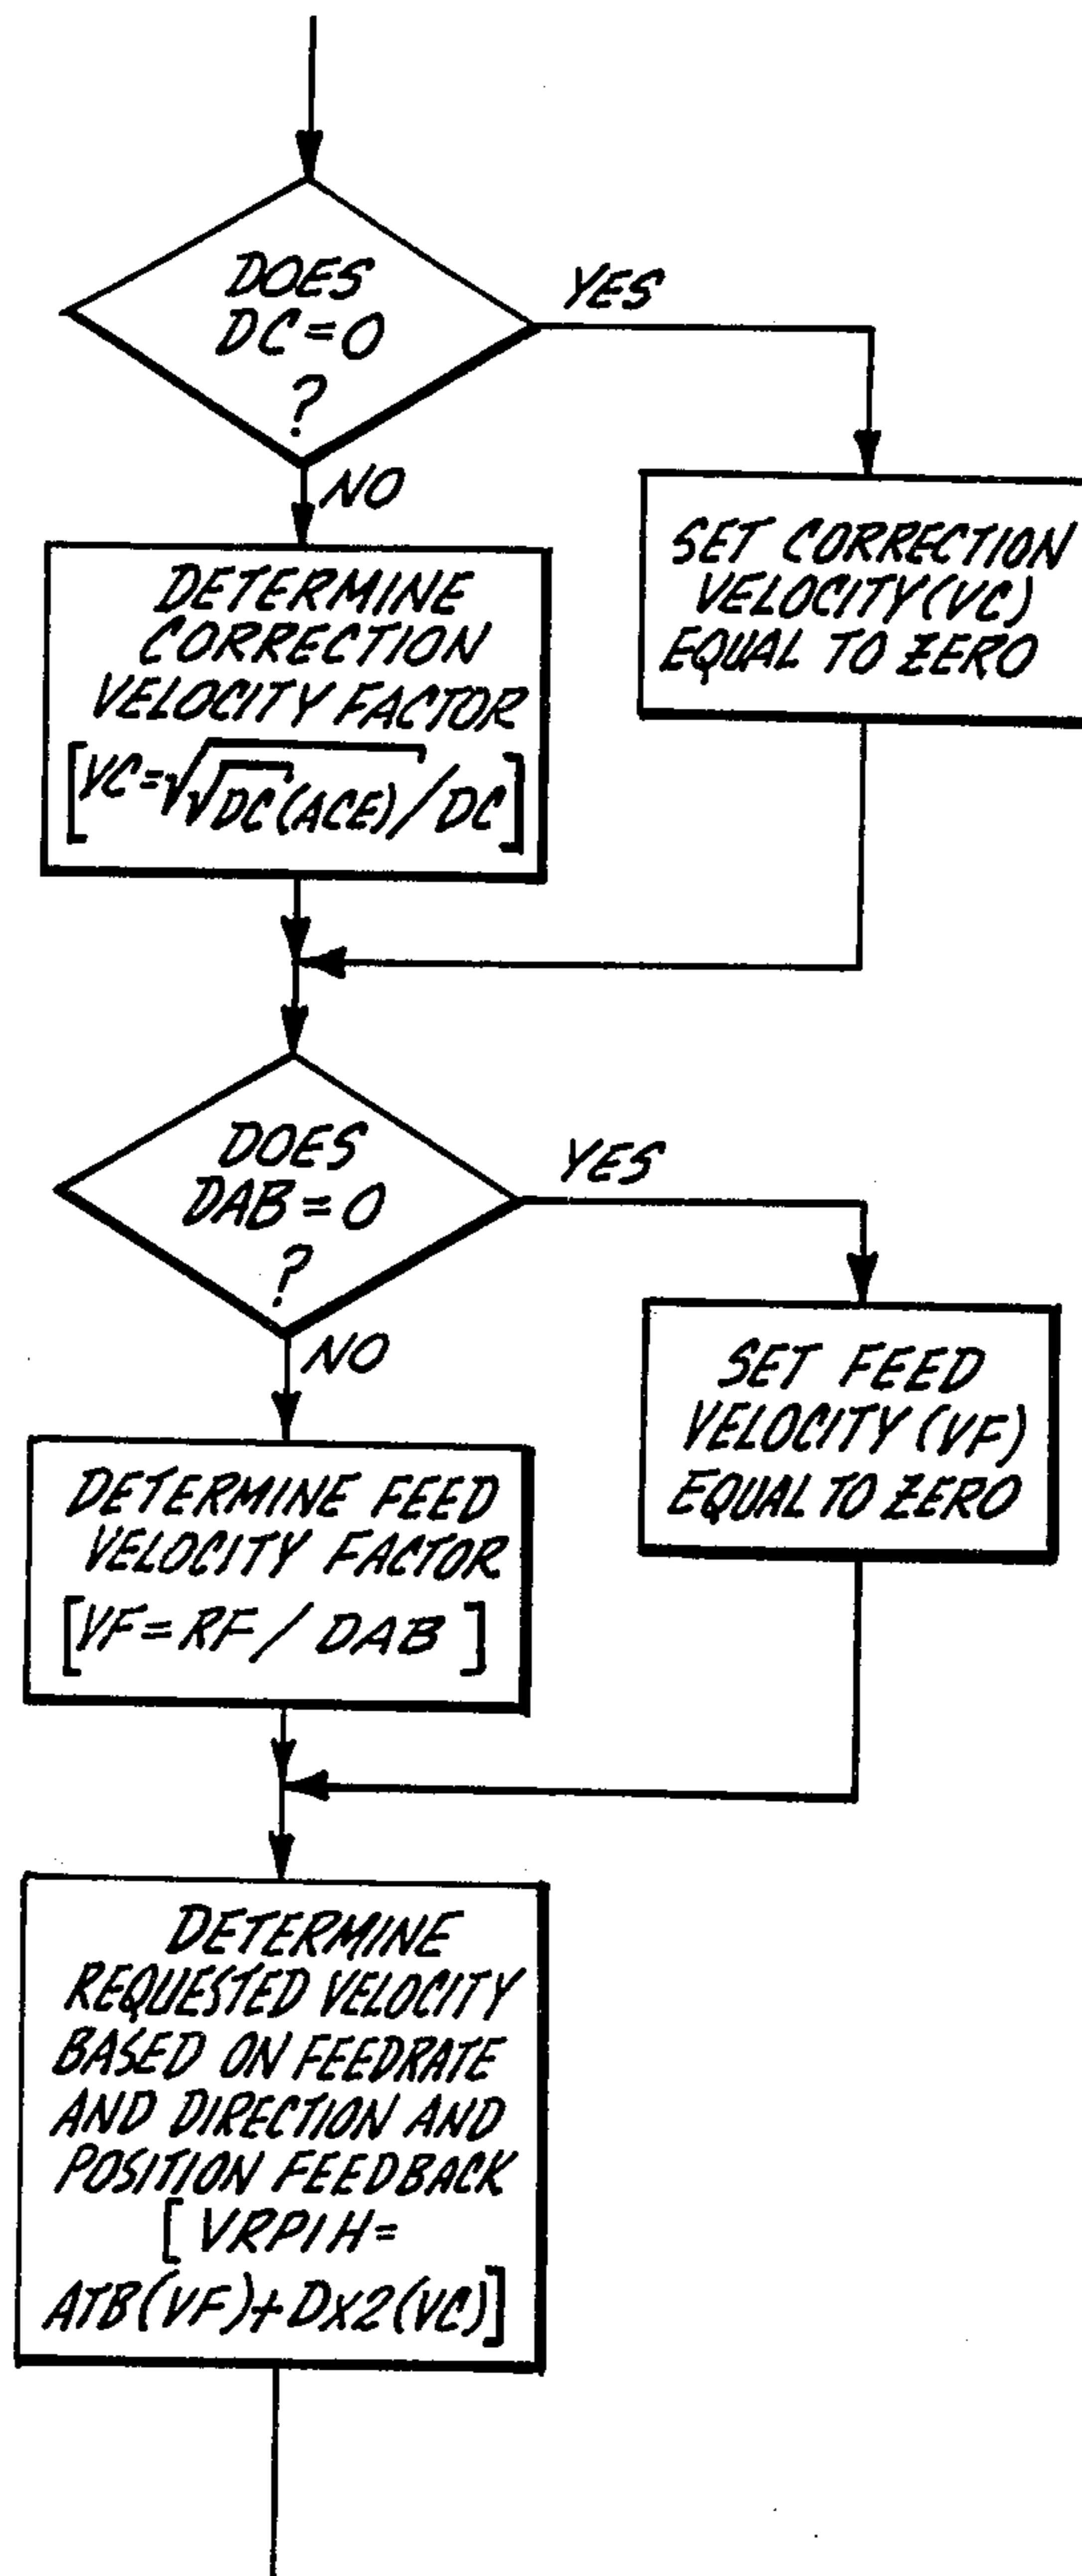 DOES
DC=0
?
YES
NO
SET CORRECTION
VELOCITY (VC)
EQUAL TO ZERO
DETERMINE
CORRECTION
VELOCITY FACTOR
[VC=√√DC(ACE)/DC]
DOES
DAB=0
?
YES
NO
SET FEED
VELOCITY (VF)
EQUAL TO ZERO
DETERMINE FEED
VELOCITY FACTOR
[VF=RF/DAB]
DETERMINE
REQUESTED VELOCITY
BASED ON FEEDRATE
AND DIRECTION AND
POSITION FEEDBACK
[VRPIH=
ATB(VF)+DX2(VC)]